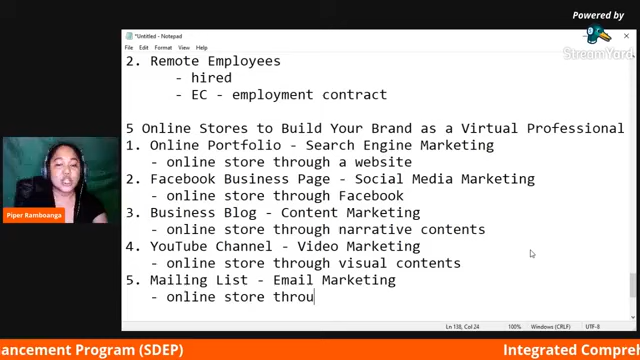 Powered by
StreamYard
*Untitled - Notepad
File Edit Format View Help
2. Remote Employees
- hired
- EC - employment contract
5 Online Stores to Build Your Brand as a Virtual Professional
1. Online Portfolio - Search Engine Marketing
- online store through a website
2. Facebook Business Page - Social Media Marketing
- online store through Facebook
3. Business Blog - Content Marketing
- online store through narrative contents
4. YouTube Channel - Video Marketing
- online store through visual contents
5. Mailing List - Email Marketing
- online store throu
Piper Ramboanga
Ln 138, Col 24 100% Windows (CRLF) UTF-8
ancement Program (SDEP) Integrated Comprehe